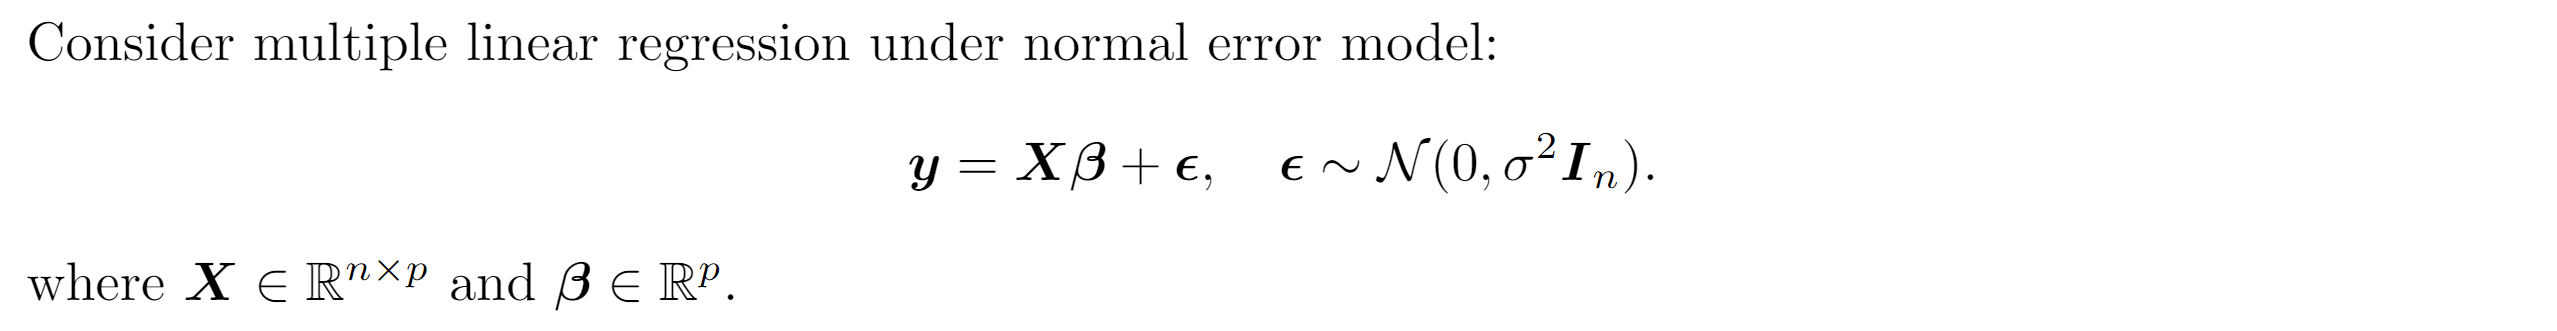 Consider multiple linear regression under normal error model:
y = Xβ + ϵ, ϵ ∼ N(0, σ²Iₙ).
where X ∈ ℝⁿˣᵖ and β ∈ ℝᵖ.